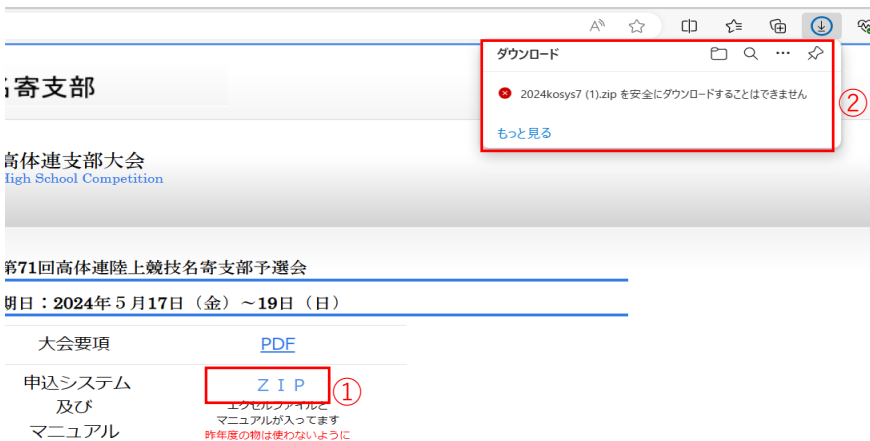 ダウンロード
2024kosys7 (1).zip を安全にダウンロードすることはできません
②
もっと見る
名寄支部
高体連支部大会
High School Competition
第71回高体連陸上競技名寄支部予選会
期日：2024年５月17日（金）～19日（日）
大会要項 PDF
申込システム
及び
マニュアル
ＺＩＰ ①
エクセルファイルと
マニュアルが入ってます
昨年度の物は使わないように